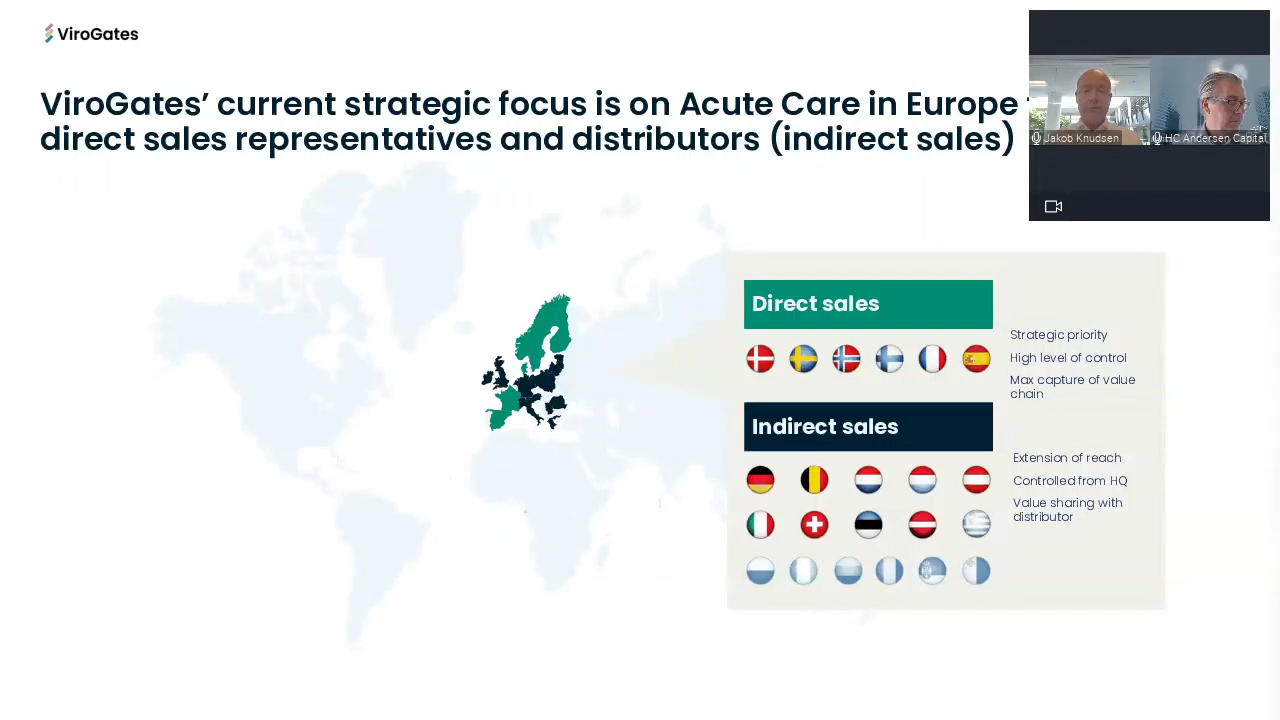 ViroGates
ViroGates’ current strategic focus is on Acute Care in Europe
direct sales representatives and distributors (indirect sales)
Jakob Knudsen
HC Andersen Capital
Direct sales
Strategic priority
High level of control
Max capture of value
chain
Indirect sales
Extension of reach
Controlled from HQ
Value sharing with
distributor